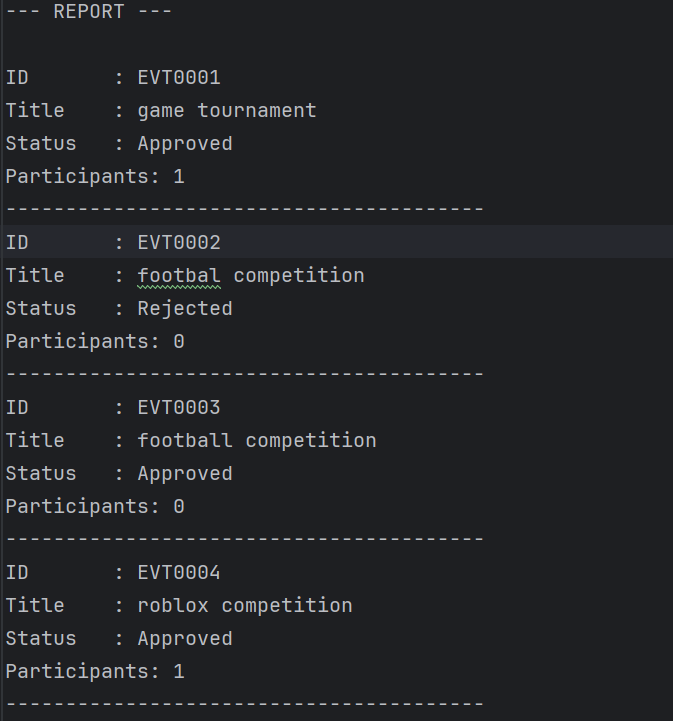 --- REPORT ---
ID       : EVT0001
Title    : game tournament
Status   : Approved
Participants: 1
----------------------------------------
ID       : EVT0002
Title    : footbal competition
Status   : Rejected
Participants: 0
----------------------------------------
ID       : EVT0003
Title    : football competition
Status   : Approved
Participants: 0
----------------------------------------
ID       : EVT0004
Title    : roblox competition
Status   : Approved
Participants: 1
----------------------------------------